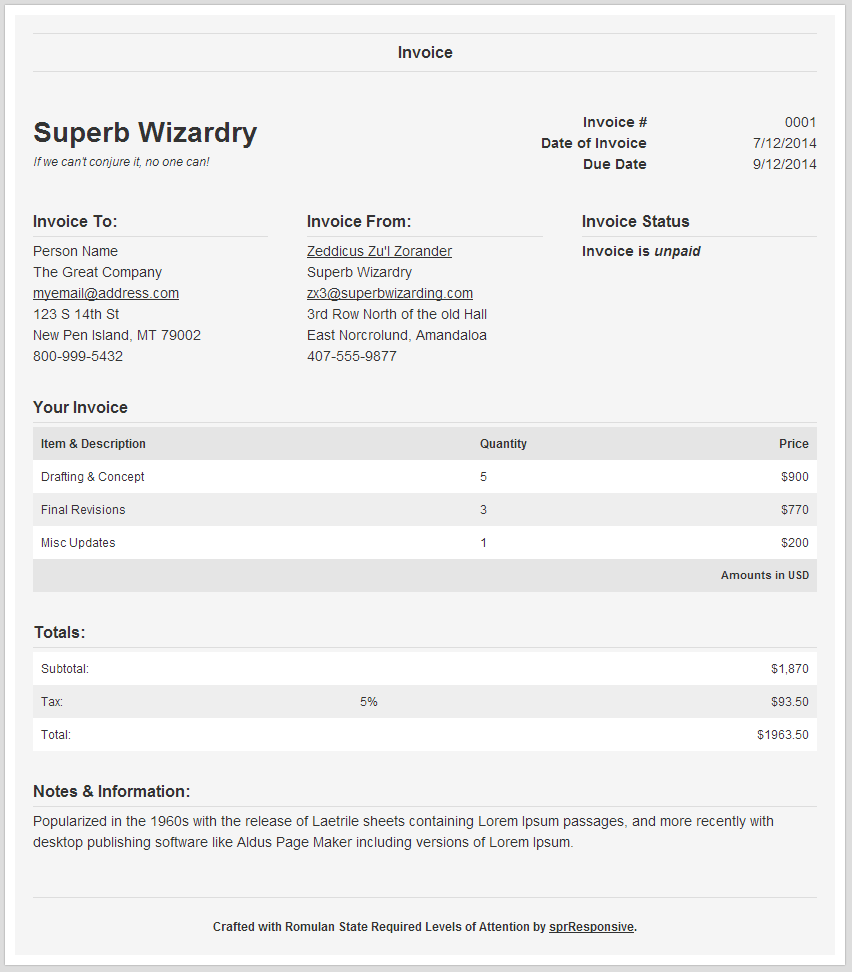 Invoice
Superb Wizardry
If we can't conjure it, no one can!
Invoice # 0001
Date of Invoice 7/12/2014
Due Date 9/12/2014
Invoice To:
Person Name
The Great Company
myemail@address.com
123 S 14th St
New Pen Island, MT 79002
800-999-5432
Invoice From:
Zeddicus Zu'l Zorander
Superb Wizardry
zx3@superbwizarding.com
3rd Row North of the old Hall
East Norcrolund, Amandaloa
407-555-9877
Invoice Status
Invoice is unpaid
Your Invoice
Item & Description Quantity Price
Drafting & Concept 5 $900
Final Revisions 3 $770
Misc Updates 1 $200
Amounts in USD
Totals:
Subtotal: $1,870
Tax: 5% $93.50
Total: $1963.50
Notes & Information:
Popularized in the 1960s with the release of Laetrile sheets containing Lorem Ipsum passages, and more recently with
desktop publishing software like Aldus Page Maker including versions of Lorem Ipsum.
Crafted with Romulan State Required Levels of Attention by sprResponsive.